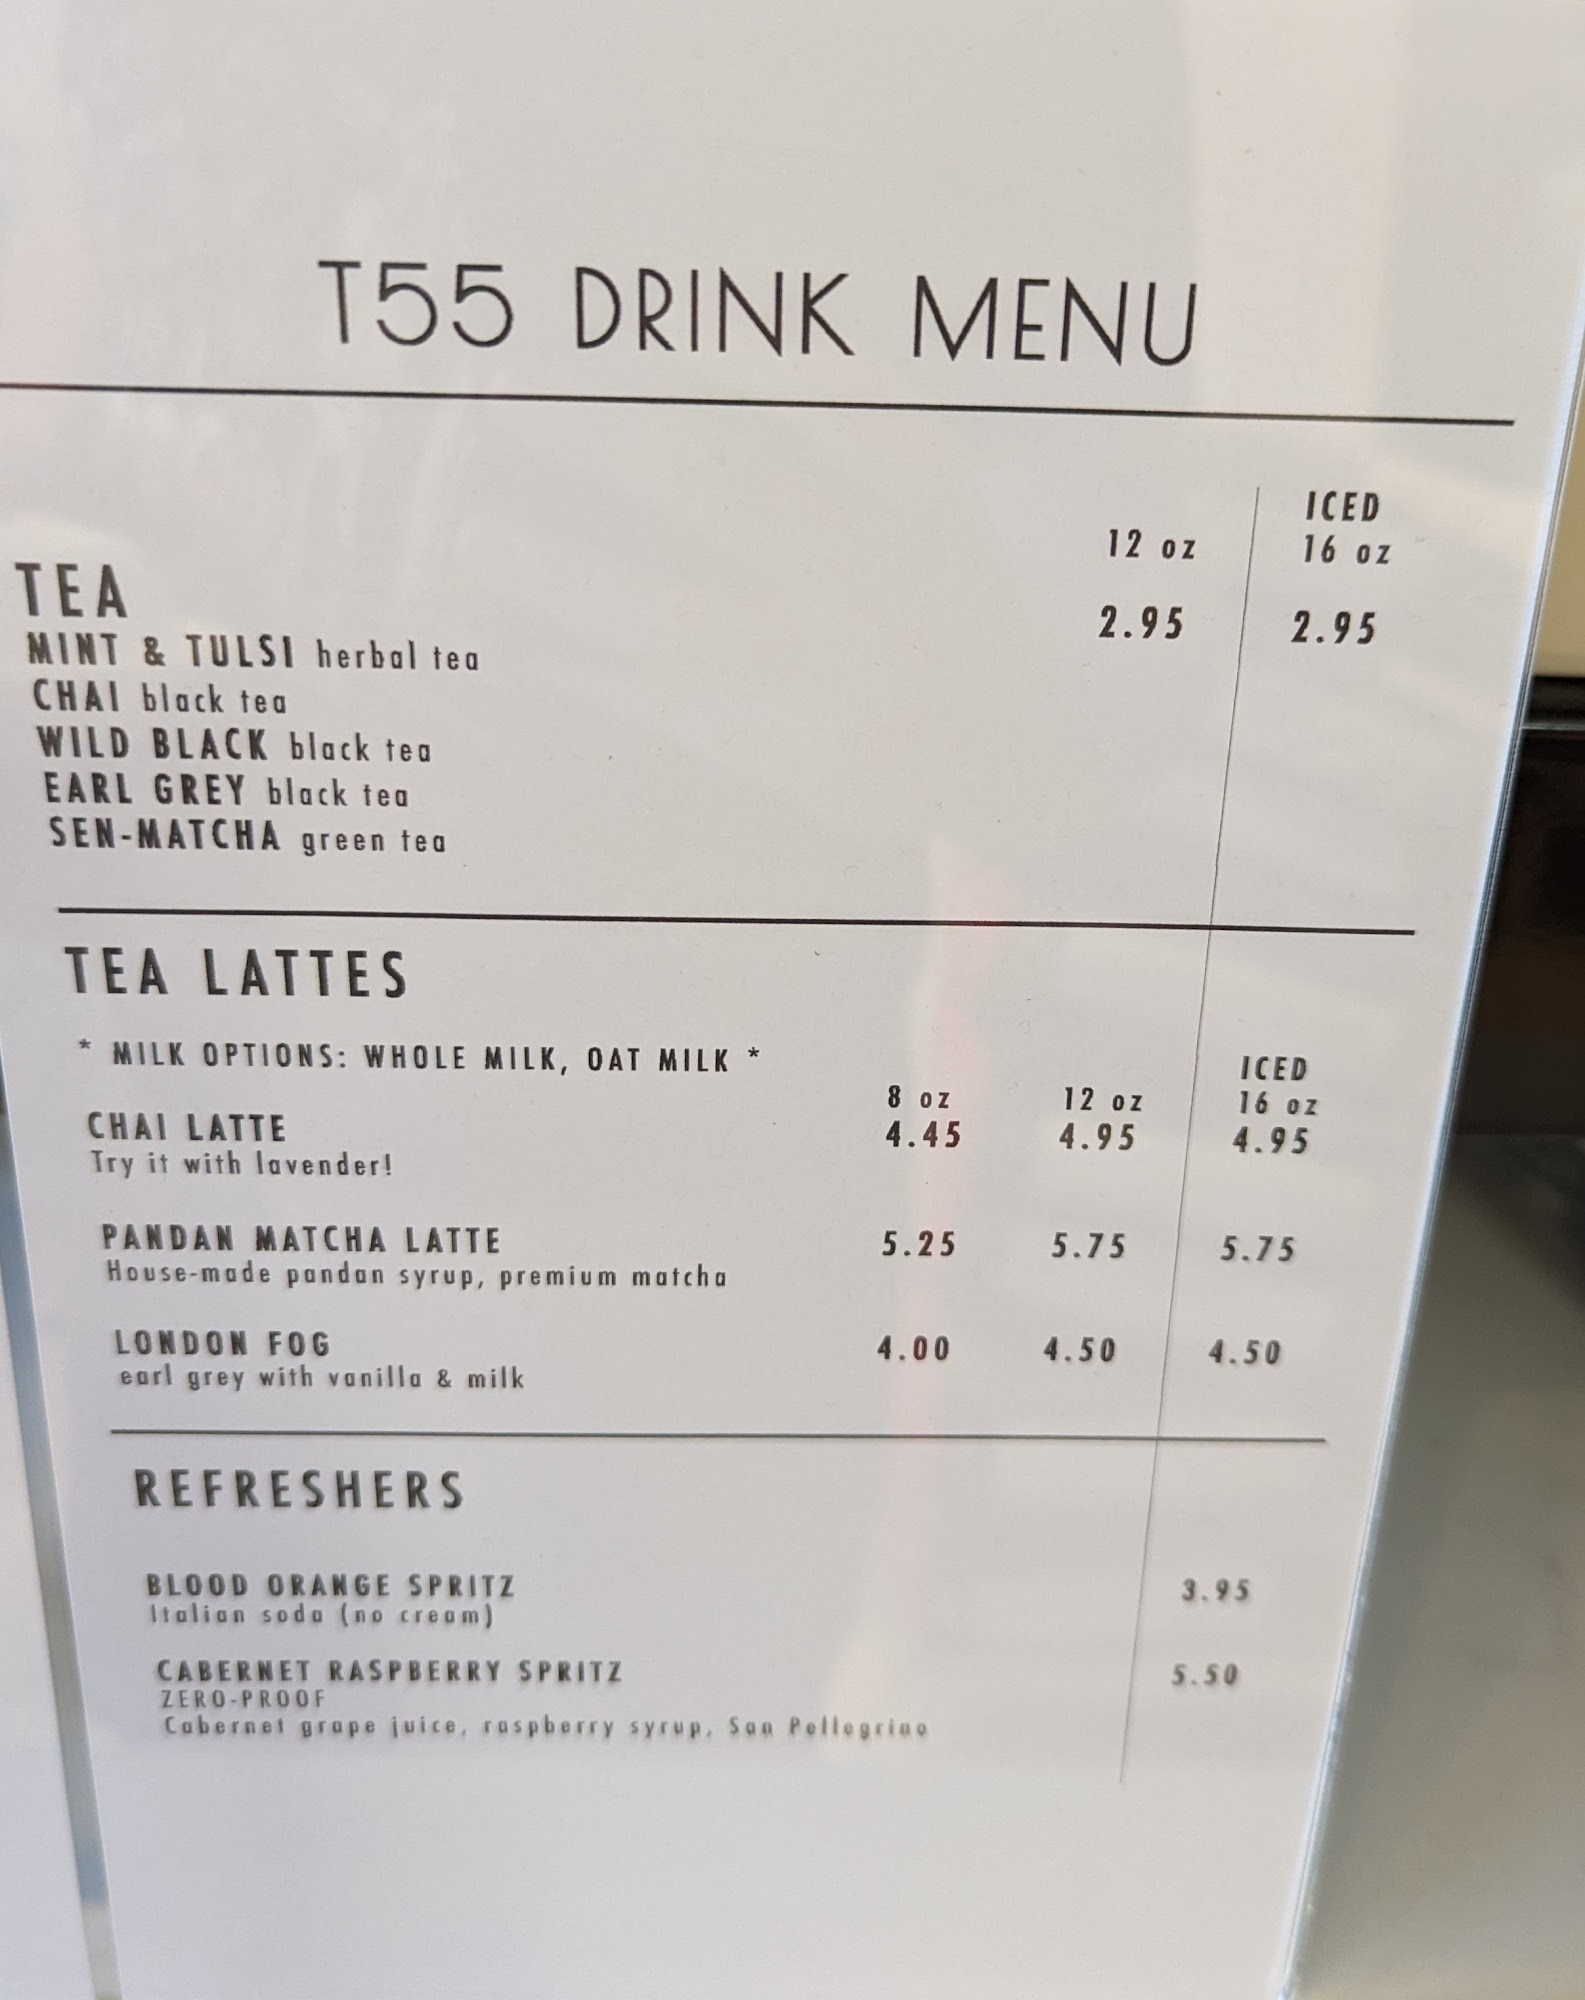 T55 DRINK MENU
ICED
12 oz 16 oz
TEA 2.95 2.95
MINT & TULSI herbal tea
CHAI black tea
WILD BLACK black tea
EARL GREY black tea
SEN-MATCHA green tea
TEA LATTES
* MILK OPTIONS: WHOLE MILK, OAT MILK *
ICED
8 oz 12 oz 16 oz
CHAI LATTE 4.45 4.95 4.95
Try it with lavender!
PANDAN MATCHA LATTE 5.25 5.75 5.75
House-made pandan syrup, premium matcha
LONDON FOG 4.00 4.50 4.50
earl grey with vanilla & milk
REFRESHERS
BLOOD ORANGE SPRITZ 3.95
Italian soda (no cream)
CABERNET RASPBERRY SPRITZ 5.50
ZERO-PROOF
Cabernet grape juice, raspberry syrup, San Pellegrino